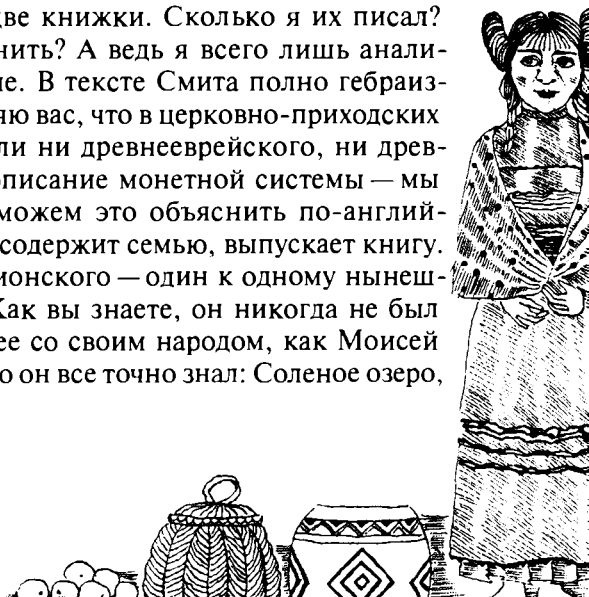 две книжки. Сколько я их писал?
нить? А ведь я всего лишь анали-
е. В тексте Смита полно гебраиз-
яю вас, что в церковно-приходских
ли ни древнееврейского, ни древ-
описание монетной системы — мы
можем это объяснить по-англий-
содержит семью, выпускает книгу.
ионского — один к одному нынеш-
Как вы знаете, он никогда не был
ее со своим народом, как Моисей
о он все точно знал: Соленое озеро,